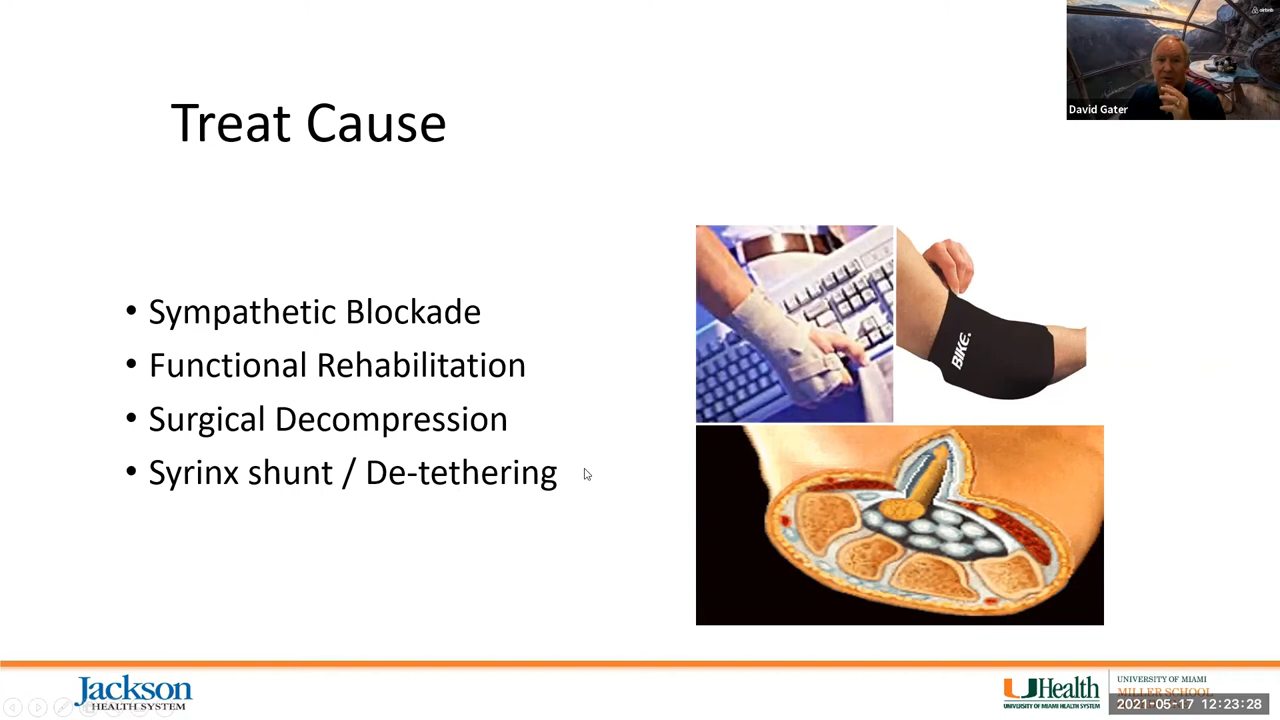 airbnb
David Gater
Treat Cause
• Sympathetic Blockade
• Functional Rehabilitation
• Surgical Decompression
• Syrinx shunt / De-tethering
BIKE.
Jackson
HEALTH SYSTEM
UHealth
UNIVERSITY OF MIAMI HEALTH SYSTEM
UNIVERSITY OF MIAMI
MILLER SCHOOL
2021-05-17 12:23:28